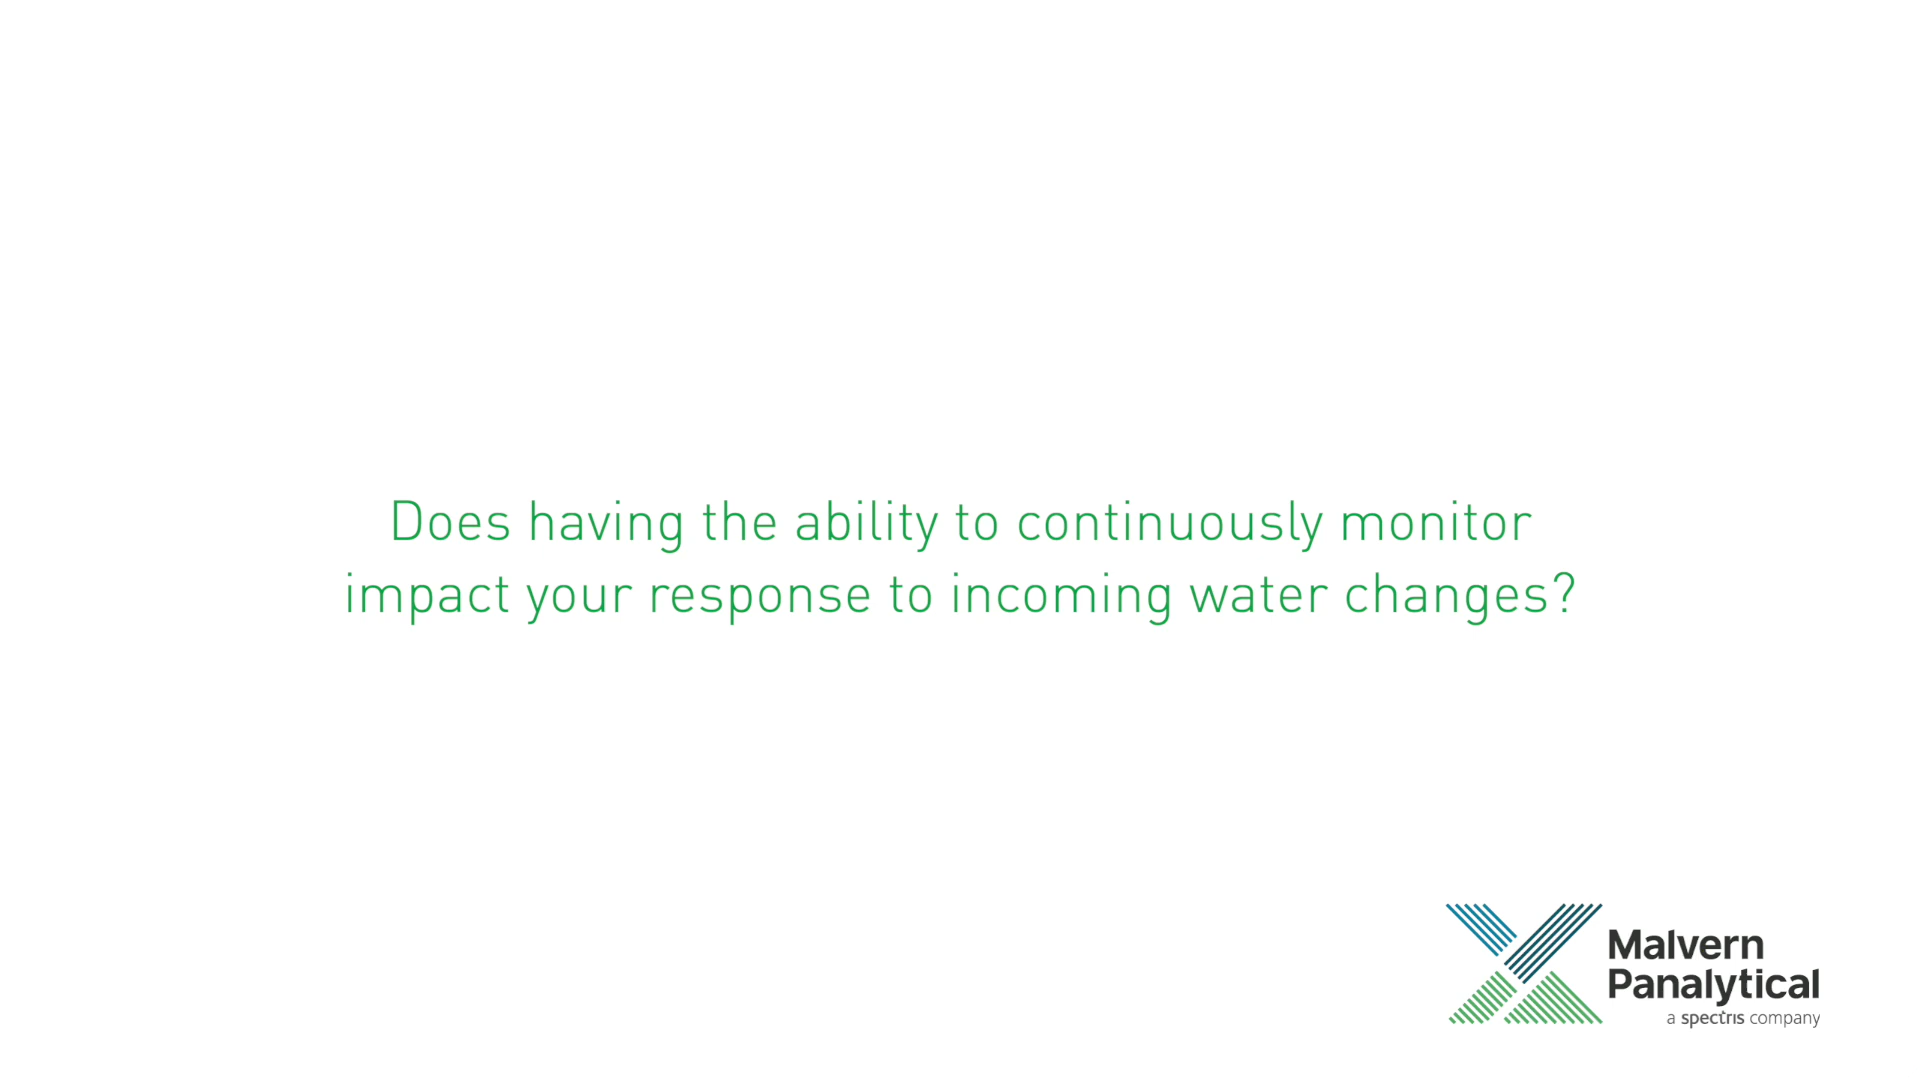 Does having the ability to continuously monitor
impact your response to incoming water changes?
Malvern
Panalytical
a spectris company